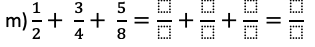 m) 1/2 + 3/4 + 5/8 = □/□ + □/□ + □/□ = □/□